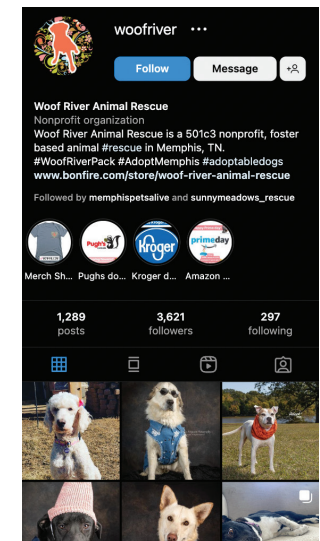 woofriver
Follow
Message
Woof River Animal Rescue
Nonprofit organization
Woof River Animal Rescue is a 501c3 nonprofit, foster
based animal #rescue in Memphis, TN.
#WoofRiverPack #AdoptMemphis #adoptabledogs
www.bonfire.com/store/woof-river-animal-rescue
Followed by memphispetsalive and sunnymeadows_rescue
Pugh's
Kroger
primeday
Merch Sh... Pughs do... Kroger d... Amazon ...
1,289 3,621 297
posts followers following